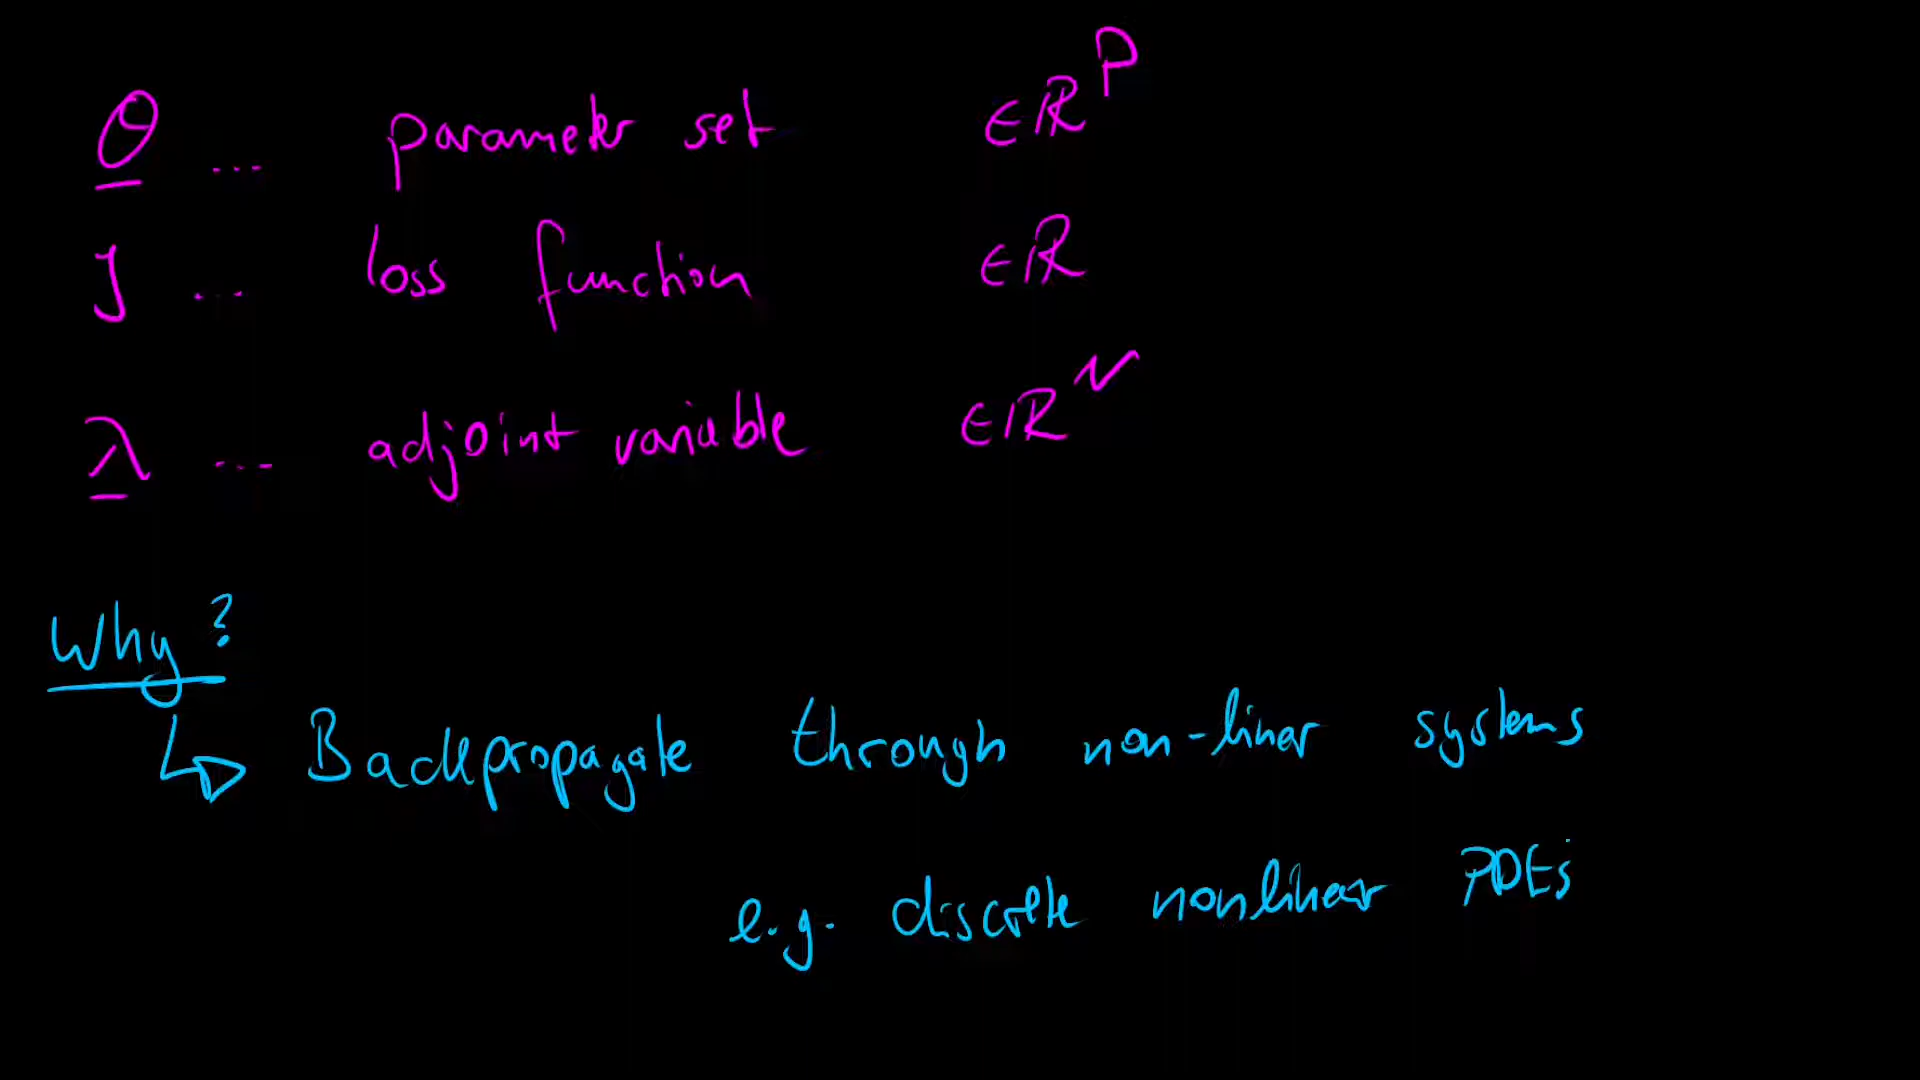 θ ... parameter set ∈ ℝ^P
J ... loss function ∈ ℝ
λ ... adjoint variable ∈ ℝ^N
Why?
↳ Backpropagate through non-linear systems
e.g. discrete nonlinear PDEs